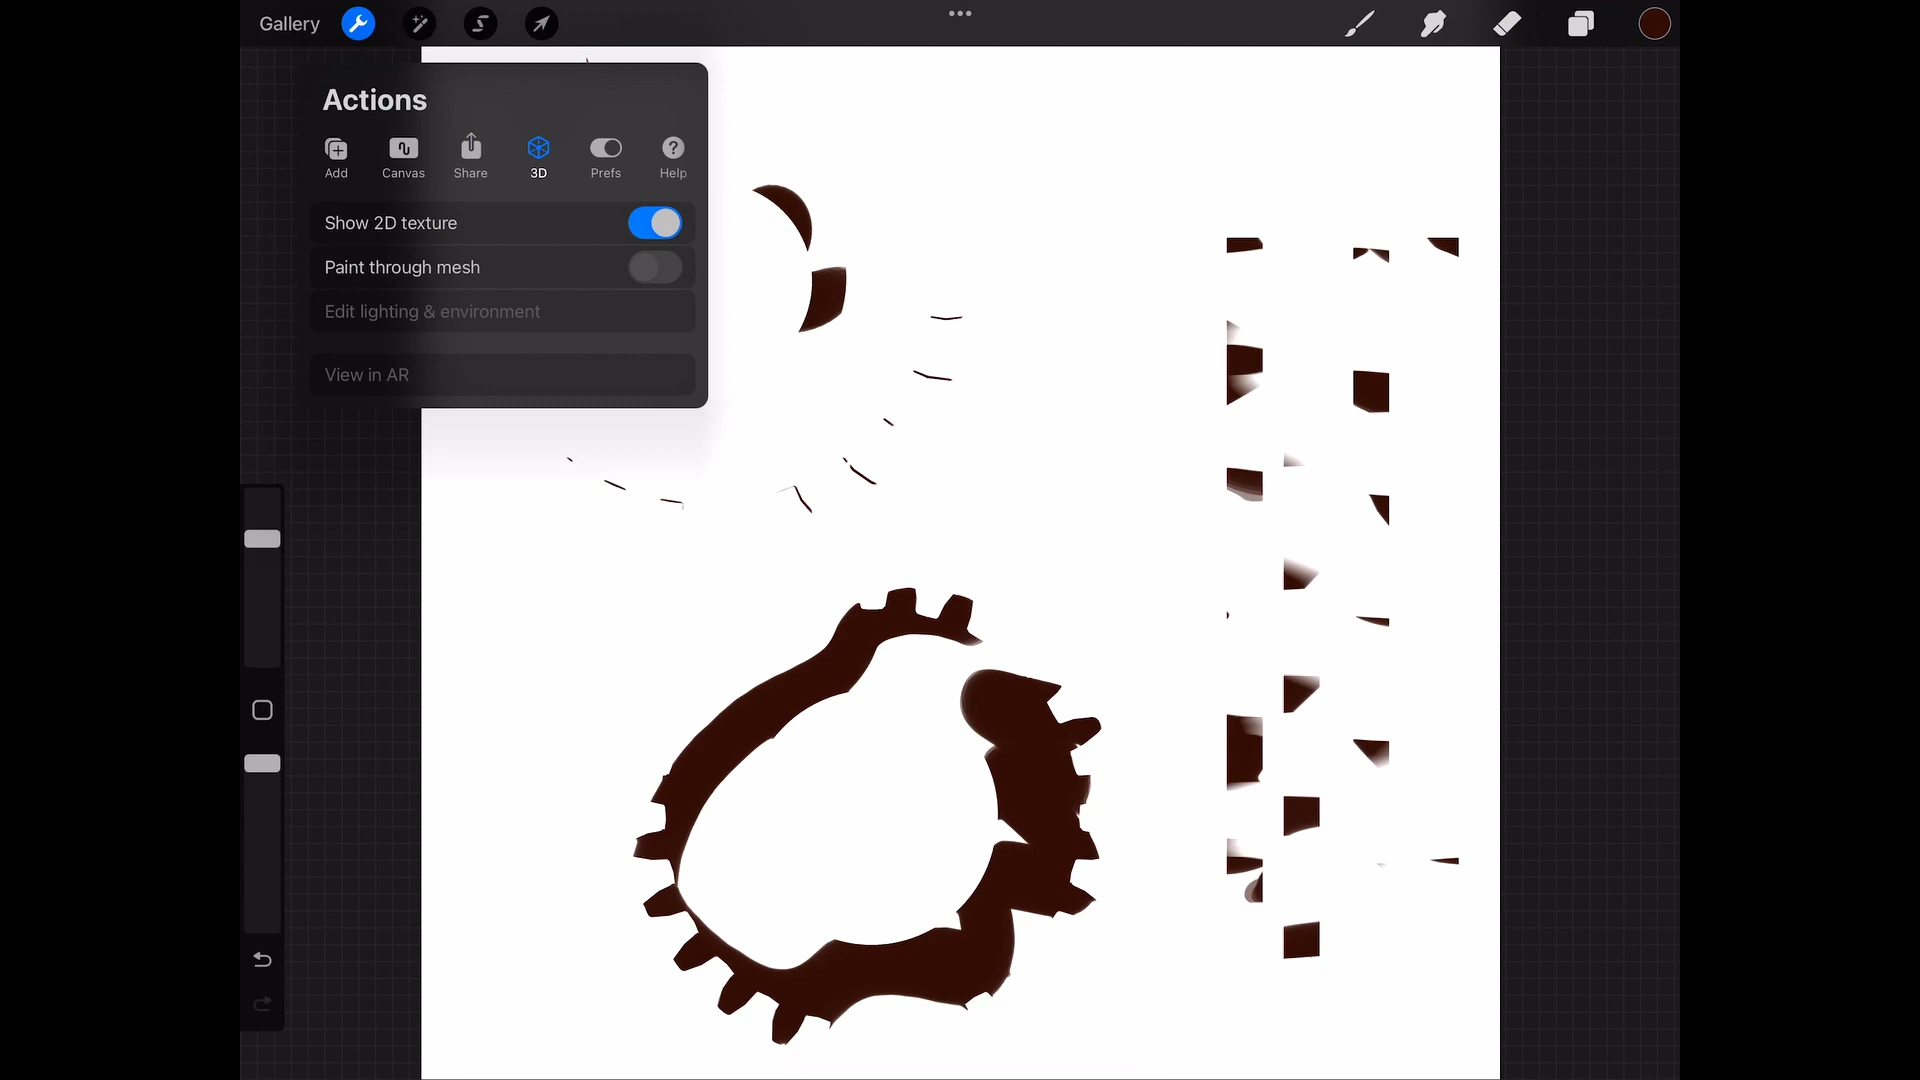 Gallery
Actions
Add Canvas Share 3D Prefs Help
Show 2D texture
Paint through mesh
Edit lighting & environment
View in AR